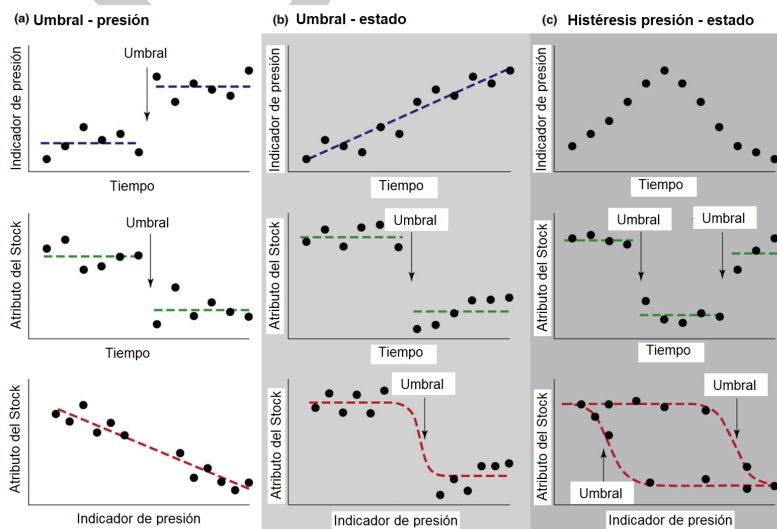 (a) Umbral - presión
(b) Umbral - estado
(c) Histéresis presión - estado
Indicador de presión
Umbral
Tiempo
Indicador de presión
Tiempo
Indicador de presión
Tiempo
Atributo del Stock
Umbral
Tiempo
Atributo del Stock
Umbral
Tiempo
Atributo del Stock
Umbral
Umbral
Tiempo
Atributo del Stock
Indicador de presión
Atributo del Stock
Umbral
Indicador de presión
Atributo del Stock
Umbral
Umbral
Indicador de presión